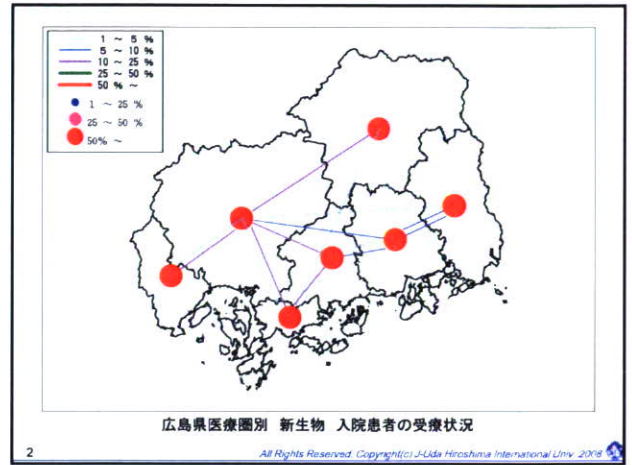 1 ～ 5 %
5 ～ 10 %
10 ～ 25 %
25 ～ 50 %
50 % ～
1 ～ 25 %
25 ～ 50 %
50% ～
広島県医療圏別 新生物 入院患者の受療状況
2
All Rights Reserved, Copyright(c) J-Uda Hiroshima International Univ. 2008